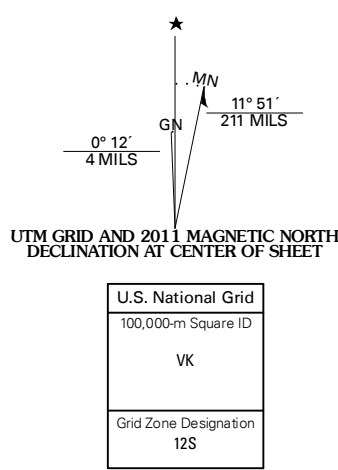 ★
MN
11° 51´
211 MILS
GN
0° 12´
4 MILS
UTM GRID AND 2011 MAGNETIC NORTH
DECLINATION AT CENTER OF SHEET
U.S. National Grid
100,000-m Square ID
VK
Grid Zone Designation
12S